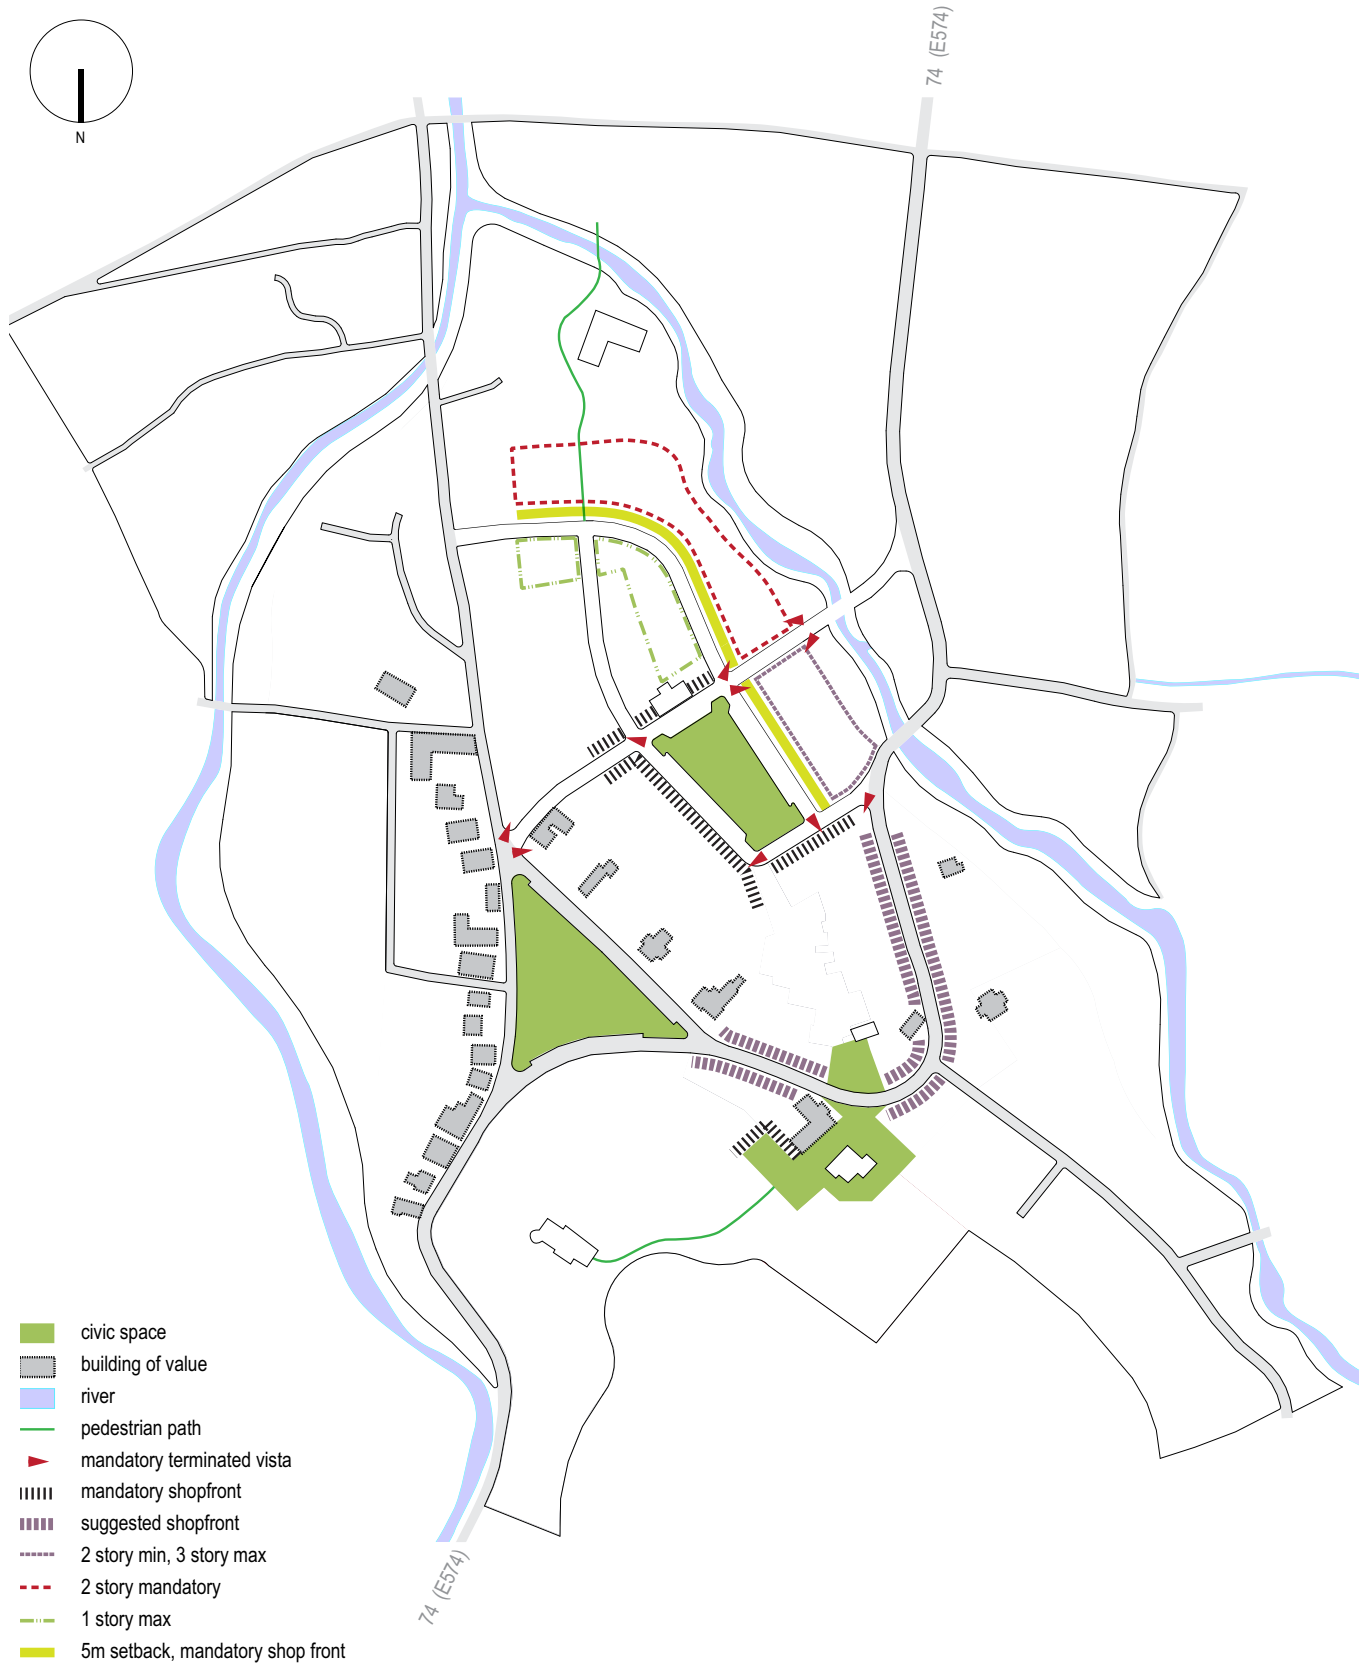 74 (E574)
N
civic space
building of value
river
pedestrian path
mandatory terminated vista
mandatory shopfront
suggested shopfront
2 story min, 3 story max
2 story mandatory
1 story max
5m setback, mandatory shop front
74 (E574)